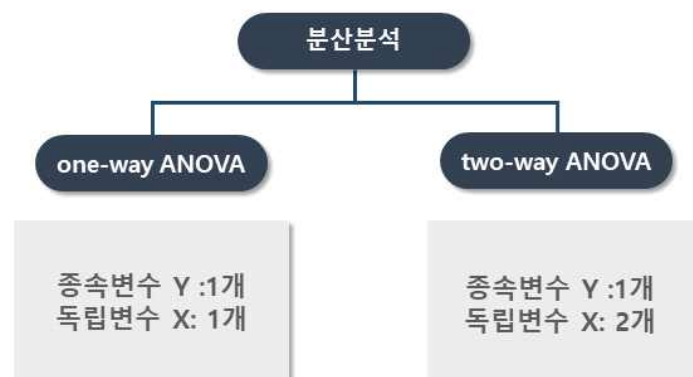 분산분석
one-way ANOVA
two-way ANOVA
종속변수 Y :1개
독립변수 X: 1개
종속변수 Y :1개
독립변수 X: 2개